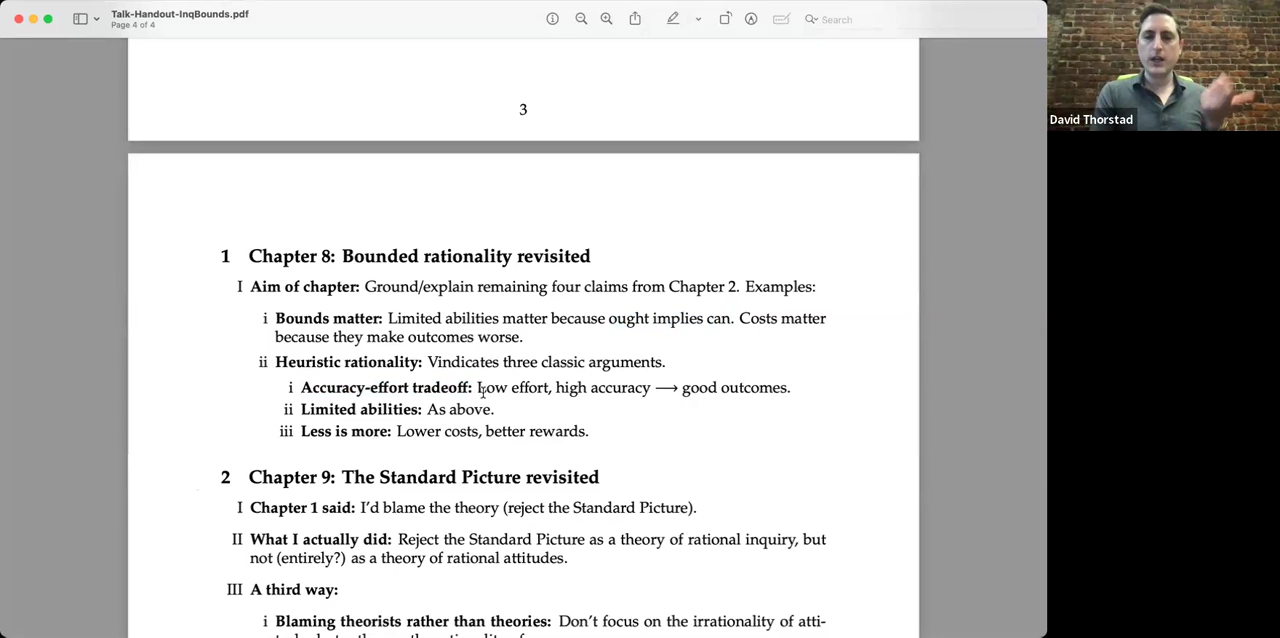 Talk-Handout-InqBounds.pdf
Page 4 of 4
Search
David Thorstad
3
1 Chapter 8: Bounded rationality revisited
I Aim of chapter: Ground/explain remaining four claims from Chapter 2. Examples:
i Bounds matter: Limited abilities matter because ought implies can. Costs matter
because they make outcomes worse.
ii Heuristic rationality: Vindicates three classic arguments.
i Accuracy-effort tradeoff: Low effort, high accuracy ⟶ good outcomes.
ii Limited abilities: As above.
iii Less is more: Lower costs, better rewards.
2 Chapter 9: The Standard Picture revisited
I Chapter 1 said: I'd blame the theory (reject the Standard Picture).
II What I actually did: Reject the Standard Picture as a theory of rational inquiry, but
not (entirely?) as a theory of rational attitudes.
III A third way:
i Blaming theorists rather than theories: Don't focus on the irrationality of atti-